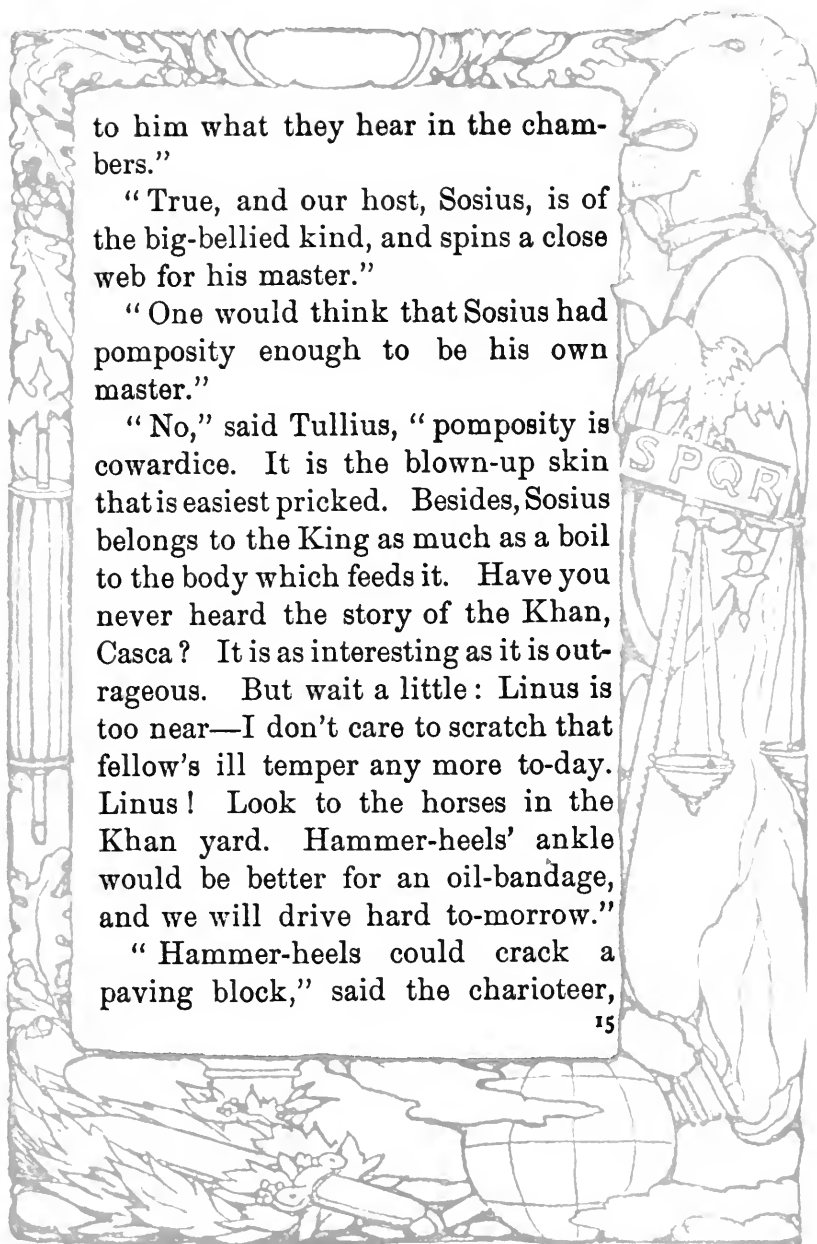 to him what they hear in the cham-
bers."
"True, and our host, Sosius, is of
the big-bellied kind, and spins a close
web for his master."
"One would think that Sosius had
pomposity enough to be his own
master."
"No," said Tullius, "pomposity is
cowardice. It is the blown-up skin
that is easiest pricked. Besides, Sosius
belongs to the King as much as a boil
to the body which feeds it. Have you
never heard the story of the Khan,
Casca? It is as interesting as it is out-
rageous. But wait a little: Linus is
too near—I don't care to scratch that
fellow's ill temper any more to-day.
Linus! Look to the horses in the
Khan yard. Hammer-heels' ankle
would be better for an oil-bandage,
and we will drive hard to-morrow."
"Hammer-heels could crack a
paving block," said the charioteer,
15
SPQR